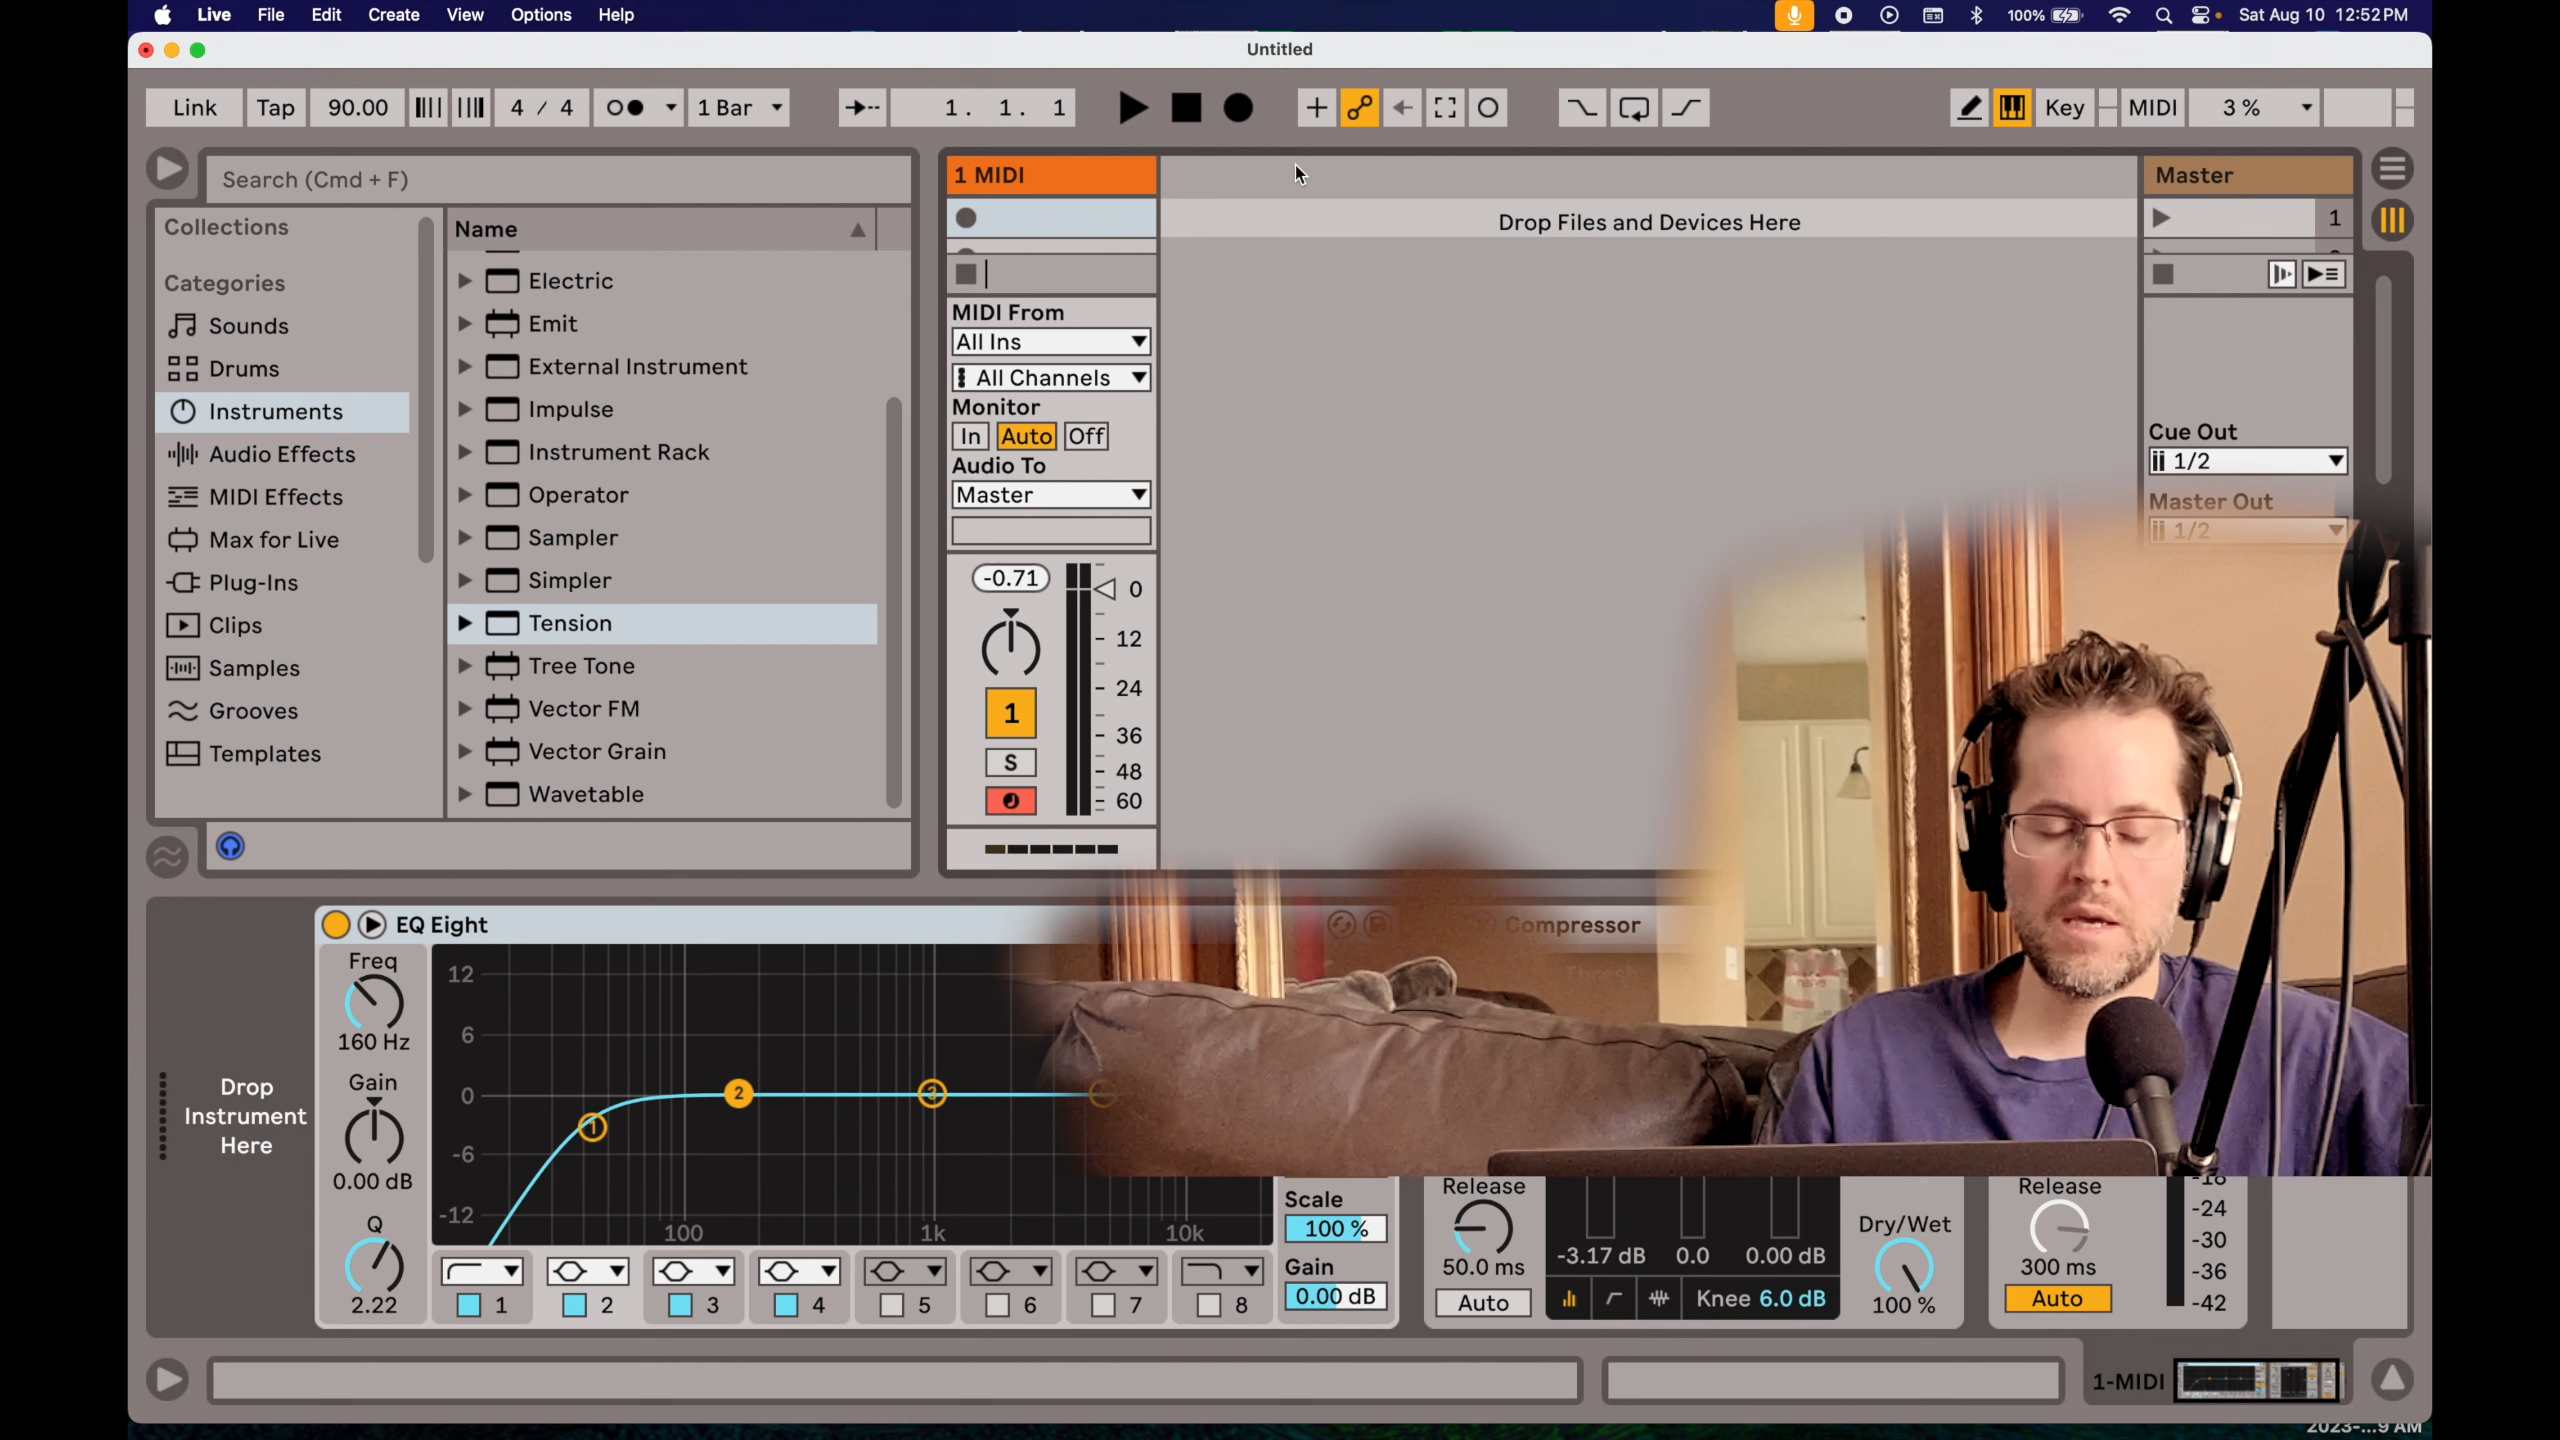 Live File Edit Create View Options Help
100% Sat Aug 10 12:52 PM
Untitled
Link Tap 90.00 4 / 4 1 Bar 1. 1. 1 Key MIDI 3 %
Search (Cmd + F)
Collections
Categories
Sounds
Drums
Instruments
Audio Effects
MIDI Effects
Max for Live
Plug-Ins
Clips
Samples
Grooves
Templates
Name
Electric
Emit
External Instrument
Impulse
Instrument Rack
Operator
Sampler
Simpler
Tension
Tree Tone
Vector FM
Vector Grain
Wavetable
1 MIDI
MIDI From
All Ins
All Channels
Monitor
In Auto Off
Audio To
Master
-0.71
0
12
24
36
48
60
1
S
Drop Files and Devices Here
Master
1
Cue Out
1/2
Master Out
1/2
Drop
Instrument
Here
EQ Eight
Freq
160 Hz
Gain
0.00 dB
Q
2.22
12
6
0
-6
-12
100 1k 10k
1 2 3
1 2 3 4 5 6 7 8
Scale
100 %
Gain
0.00 dB
Compressor
Thresh
Release
50.0 ms
Auto
-3.17 dB 0.0 0.00 dB
Knee 6.0 dB
Dry/Wet
100 %
Release
300 ms
Auto
-18
-24
-30
-36
-42
1-MIDI
2023-...9 AM